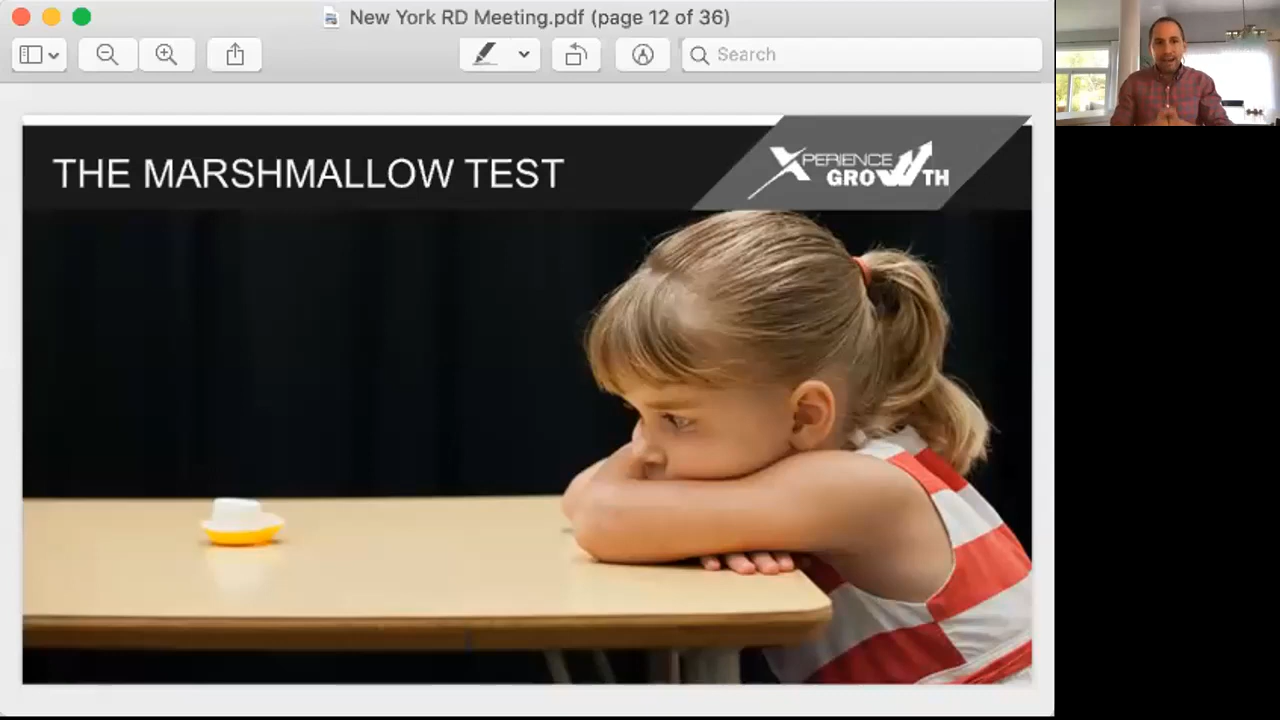 New York RD Meeting.pdf (page 12 of 36)
Search
THE MARSHMALLOW TEST
XPERIENCE
GROWTH